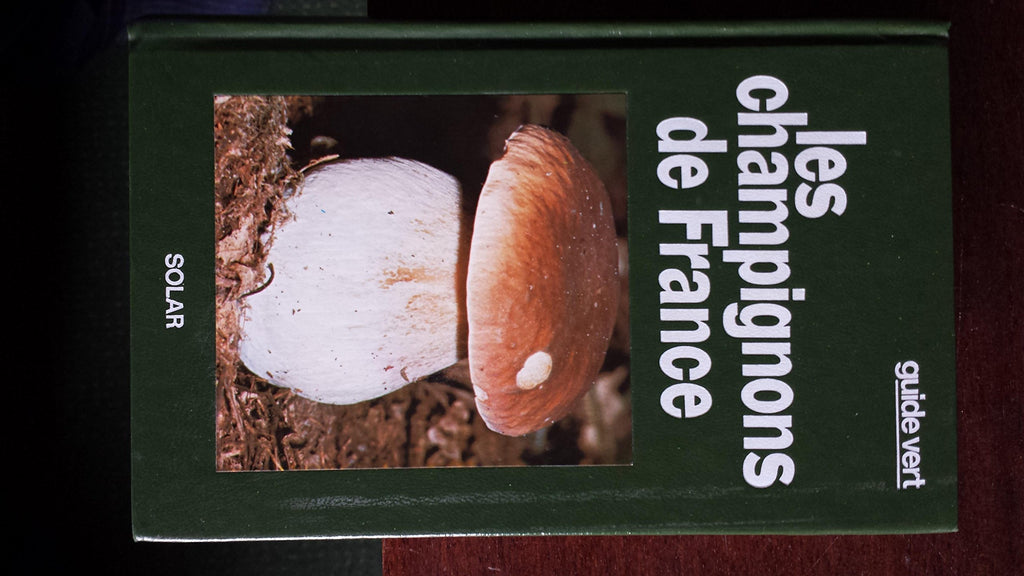 guide vert
les
champignons
de France
SOLAR